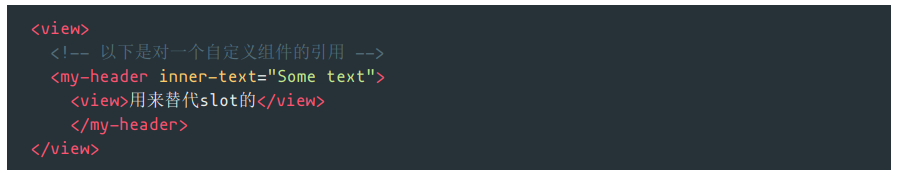 <view>
<!-- 以下是对一个自定义组件的引用 -->
<my-header inner-text="Some text">
<view>用来替代slot的</view>
</my-header>
</view>